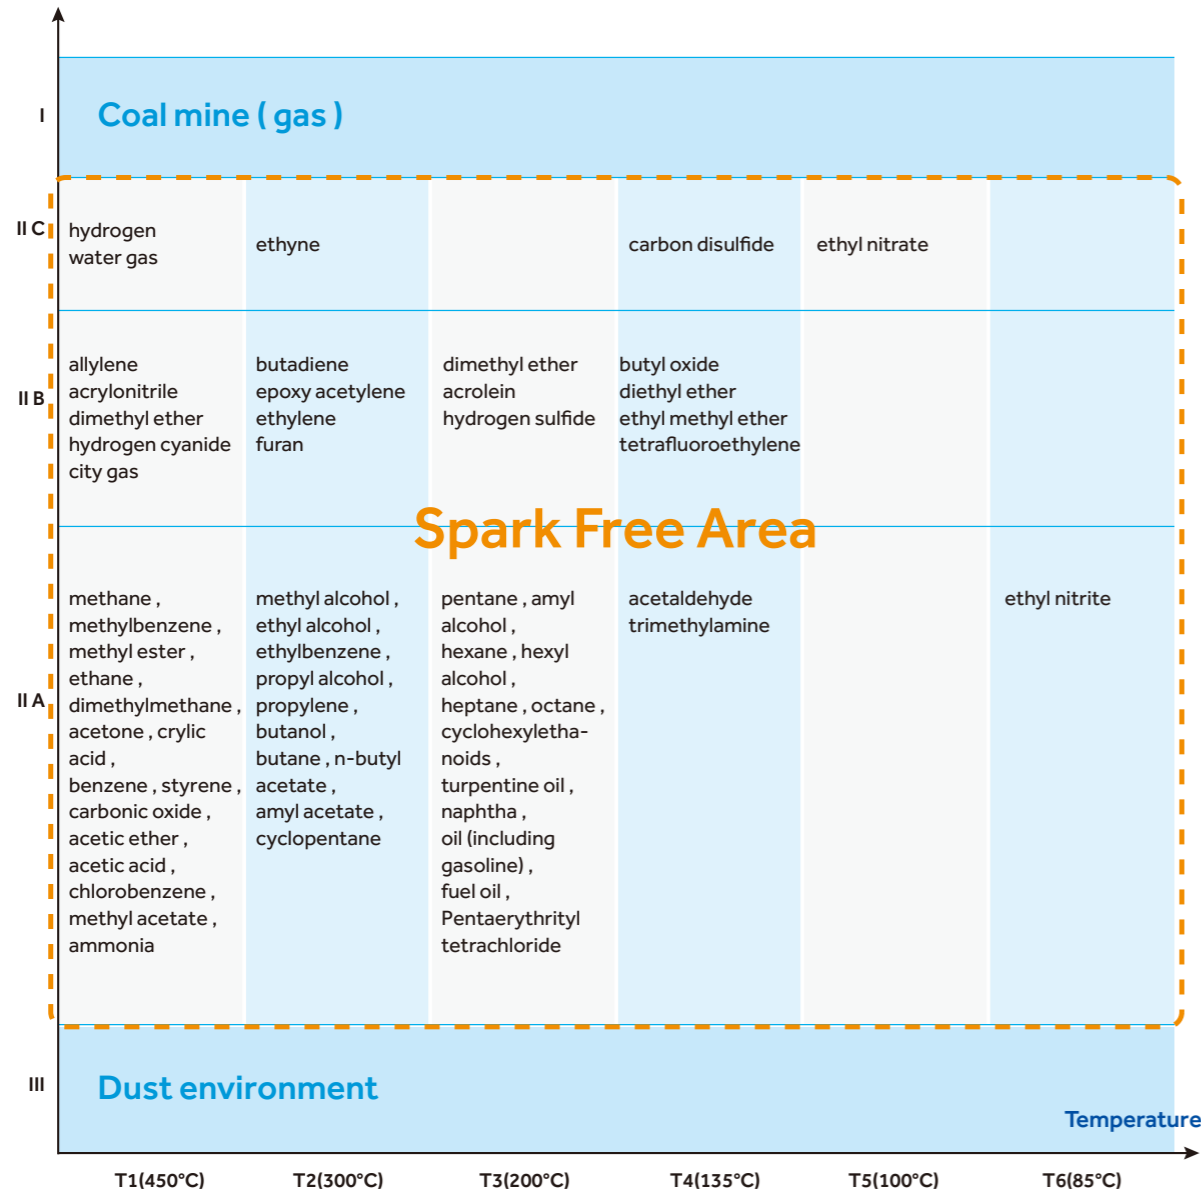 I
Coal mine ( gas )
II C
hydrogen
water gas
ethyne
carbon disulfide
ethyl nitrate
II B
allylene
acrylonitrile
dimethyl ether
hydrogen cyanide
city gas
butadiene
epoxy acetylene
ethylene
furan
dimethyl ether
acrolein
hydrogen sulfide
butyl oxide
diethyl ether
ethyl methyl ether
tetrafluoroethylene
Spark Free Area
II A
methane ,
methylbenzene ,
methyl ester ,
ethane ,
dimethylmethane ,
acetone , crylic
acid ,
benzene , styrene ,
carbonic oxide ,
acetic ether ,
acetic acid ,
chlorobenzene ,
methyl acetate ,
ammonia
methyl alcohol ,
ethyl alcohol ,
ethylbenzene ,
propyl alcohol ,
propylene ,
butanol ,
butane , n-butyl
acetate ,
amyl acetate ,
cyclopentane
pentane , amyl
alcohol ,
hexane , hexyl
alcohol ,
heptane , octane ,
cyclohexyletha-
noids ,
turpentine oil ,
naphtha ,
oil (including
gasoline) ,
fuel oil ,
Pentaerythrityl
tetrachloride
acetaldehyde
trimethylamine
ethyl nitrite
III
Dust environment
Temperature
T1(450°C)
T2(300°C)
T3(200°C)
T4(135°C)
T5(100°C)
T6(85°C)